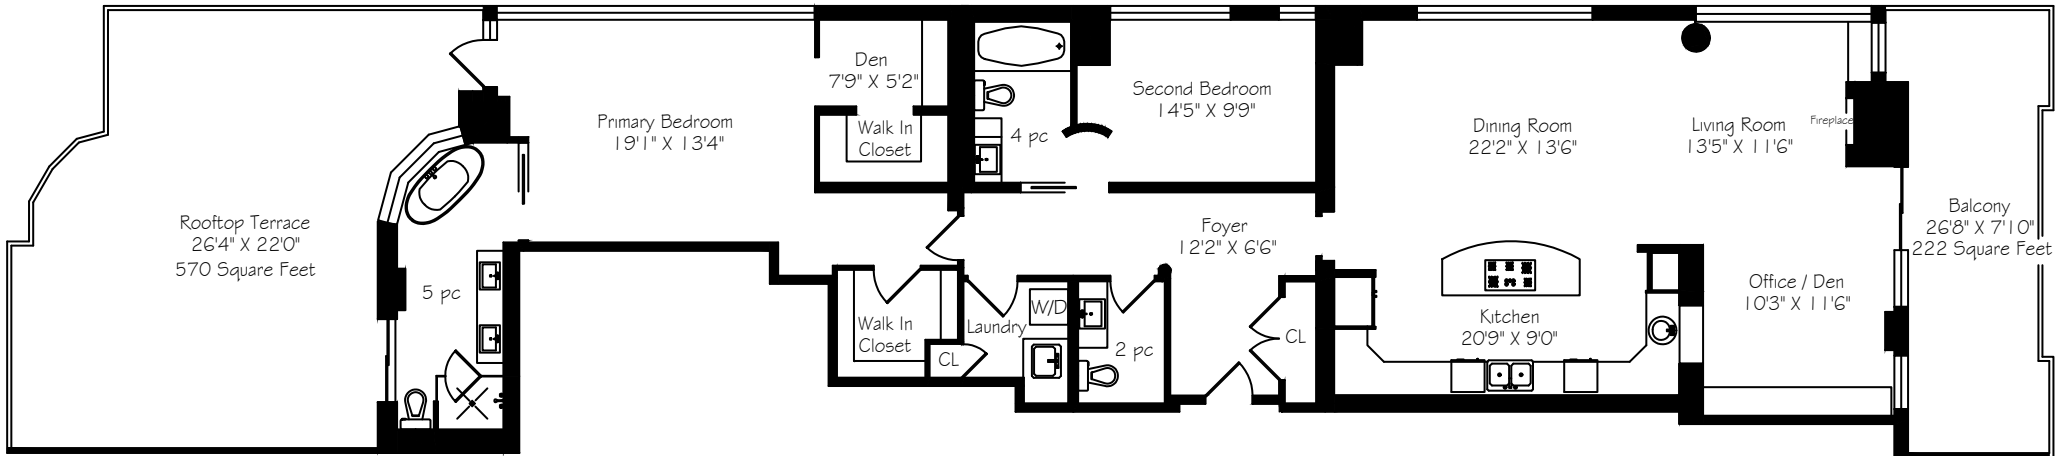 Rooftop Terrace
26'4" X 22'0"
570 Square Feet
5 pc
Primary Bedroom
19'1" X 13'4"
Den
7'9" X 5'2"
Walk In
Closet
Walk In
Closet
CL
Laundry
W/D
4 pc
Second Bedroom
14'5" X 9'9"
Foyer
12'2" X 6'6"
2 pc
CL
Dining Room
22'2" X 13'6"
Kitchen
20'9" X 9'0"
Living Room
13'5" X 11'6"
Fireplace
Office / Den
10'3" X 11'6"
Balcony
26'8" X 7'10"
222 Square Feet